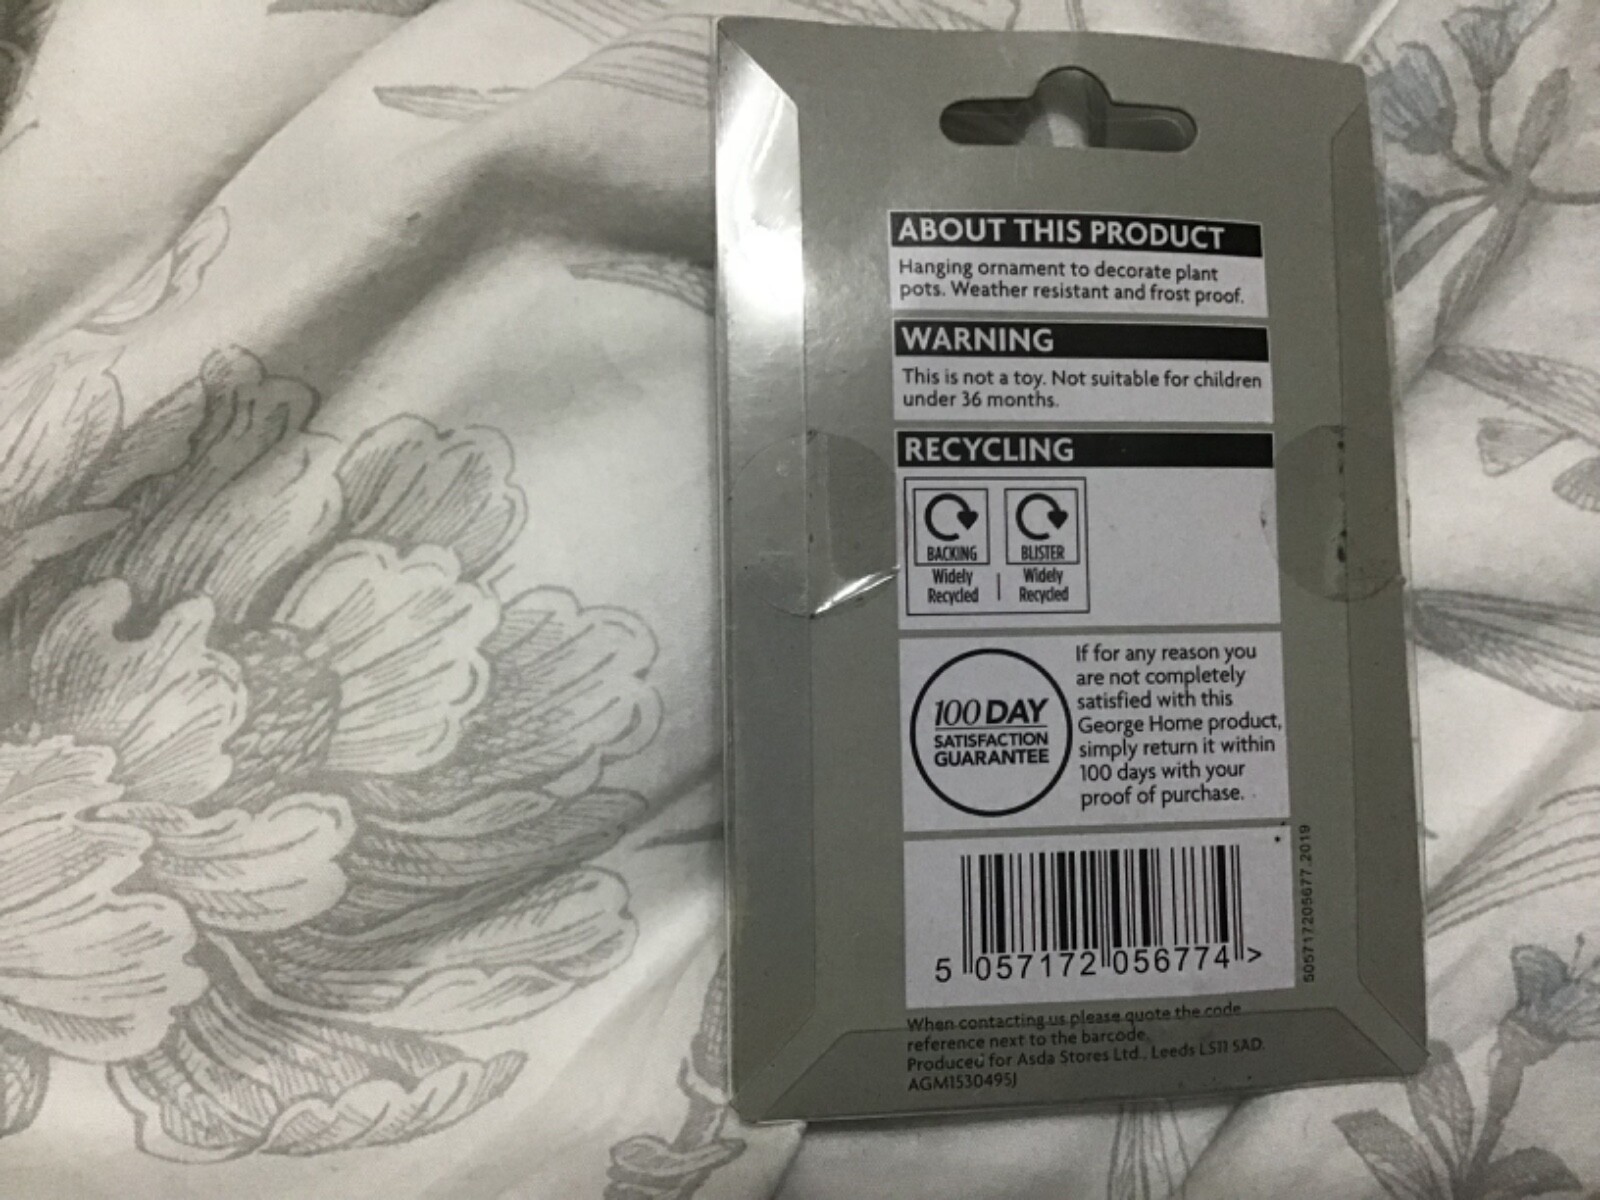 ABOUT THIS PRODUCT
Hanging ornament to decorate plant
pots. Weather resistant and frost proof.
WARNING
This is not a toy. Not suitable for children
under 36 months.
RECYCLING
BACKING
Widely
Recycled
BLISTER
Widely
Recycled
100 DAY
SATISFACTION
GUARANTEE
If for any reason you
are not completely
satisfied with this
George Home product,
simply return it within
100 days with your
proof of purchase.
5 057172 056774 >
505717205677.2019
When contacting us please quote the code
reference next to the barcode.
Produced for Asda Stores Ltd., Leeds LS11 5AD.
AGM1530495J